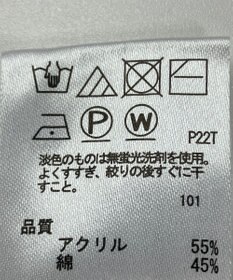 P W
P22T
淡色のものは無蛍光洗剤を使用。
よくすすぎ、絞りの後すぐに干
すこと。
101
品質
アクリル 55%
綿 45%